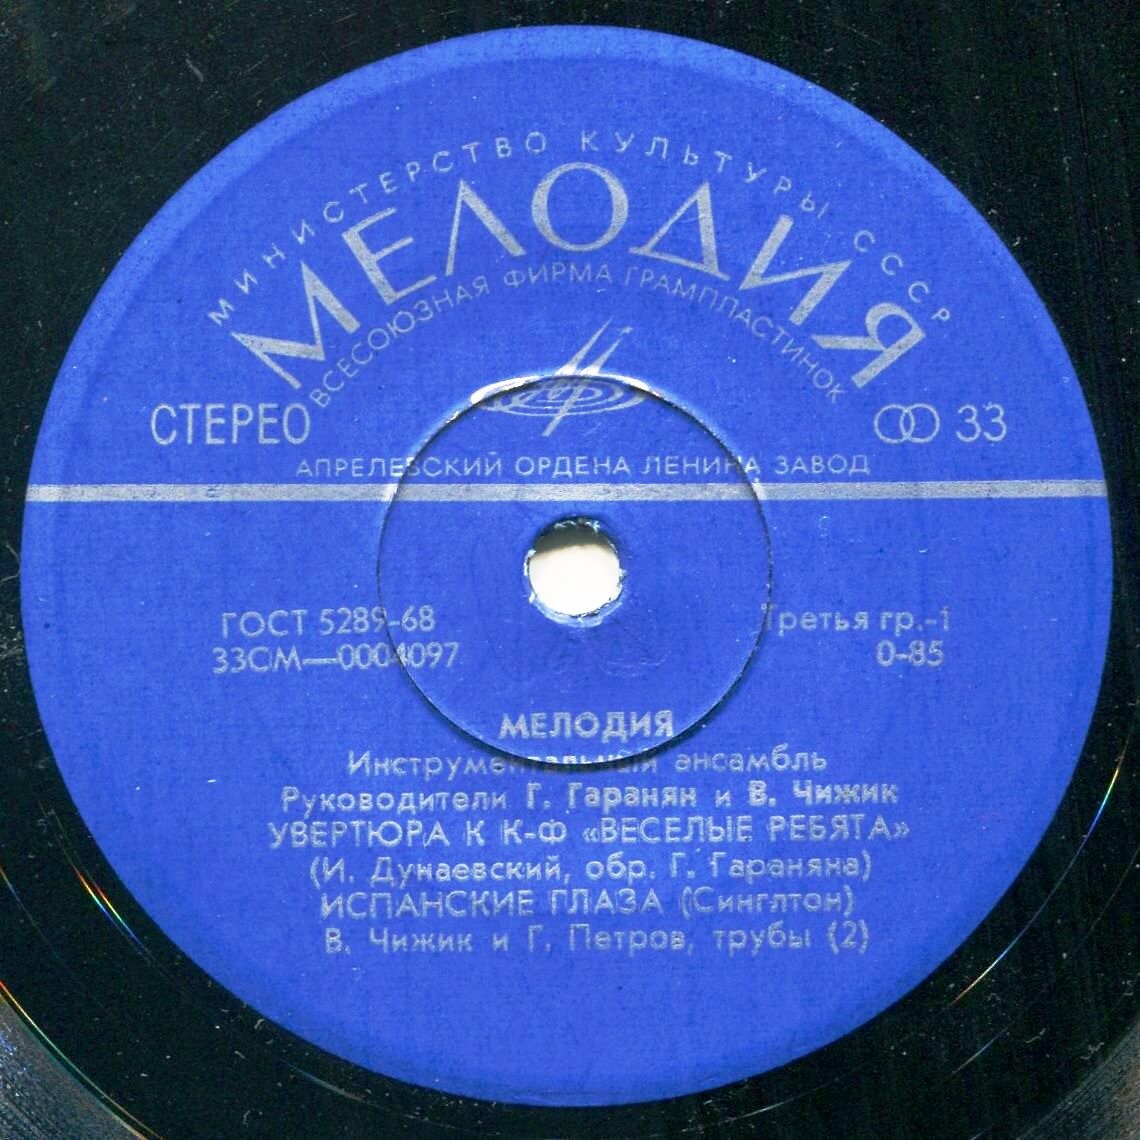 МИНИСТЕРСТВО КУЛЬТУРЫ СССР
МЕЛОДИЯ
ВСЕСОЮЗНАЯ ФИРМА ГРАМПЛАСТИНОК
СТЕРЕО 33
АПРЕЛЕВСКИЙ ОРДЕНА ЛЕНИНА ЗАВОД
ГОСТ 5289-68 Третья гр.-1
33СМ—0004097 0-85
МЕЛОДИЯ
Инструментальный ансамбль
Руководители Г. Гаранян и В. Чижик
УВЕРТЮРА К К-Ф «ВЕСЕЛЫЕ РЕБЯТА»
(И. Дунаевский, обр. Г. Гараняна)
ИСПАНСКИЕ ГЛАЗА (Синглтон)
В. Чижик и Г. Петров, трубы (2)